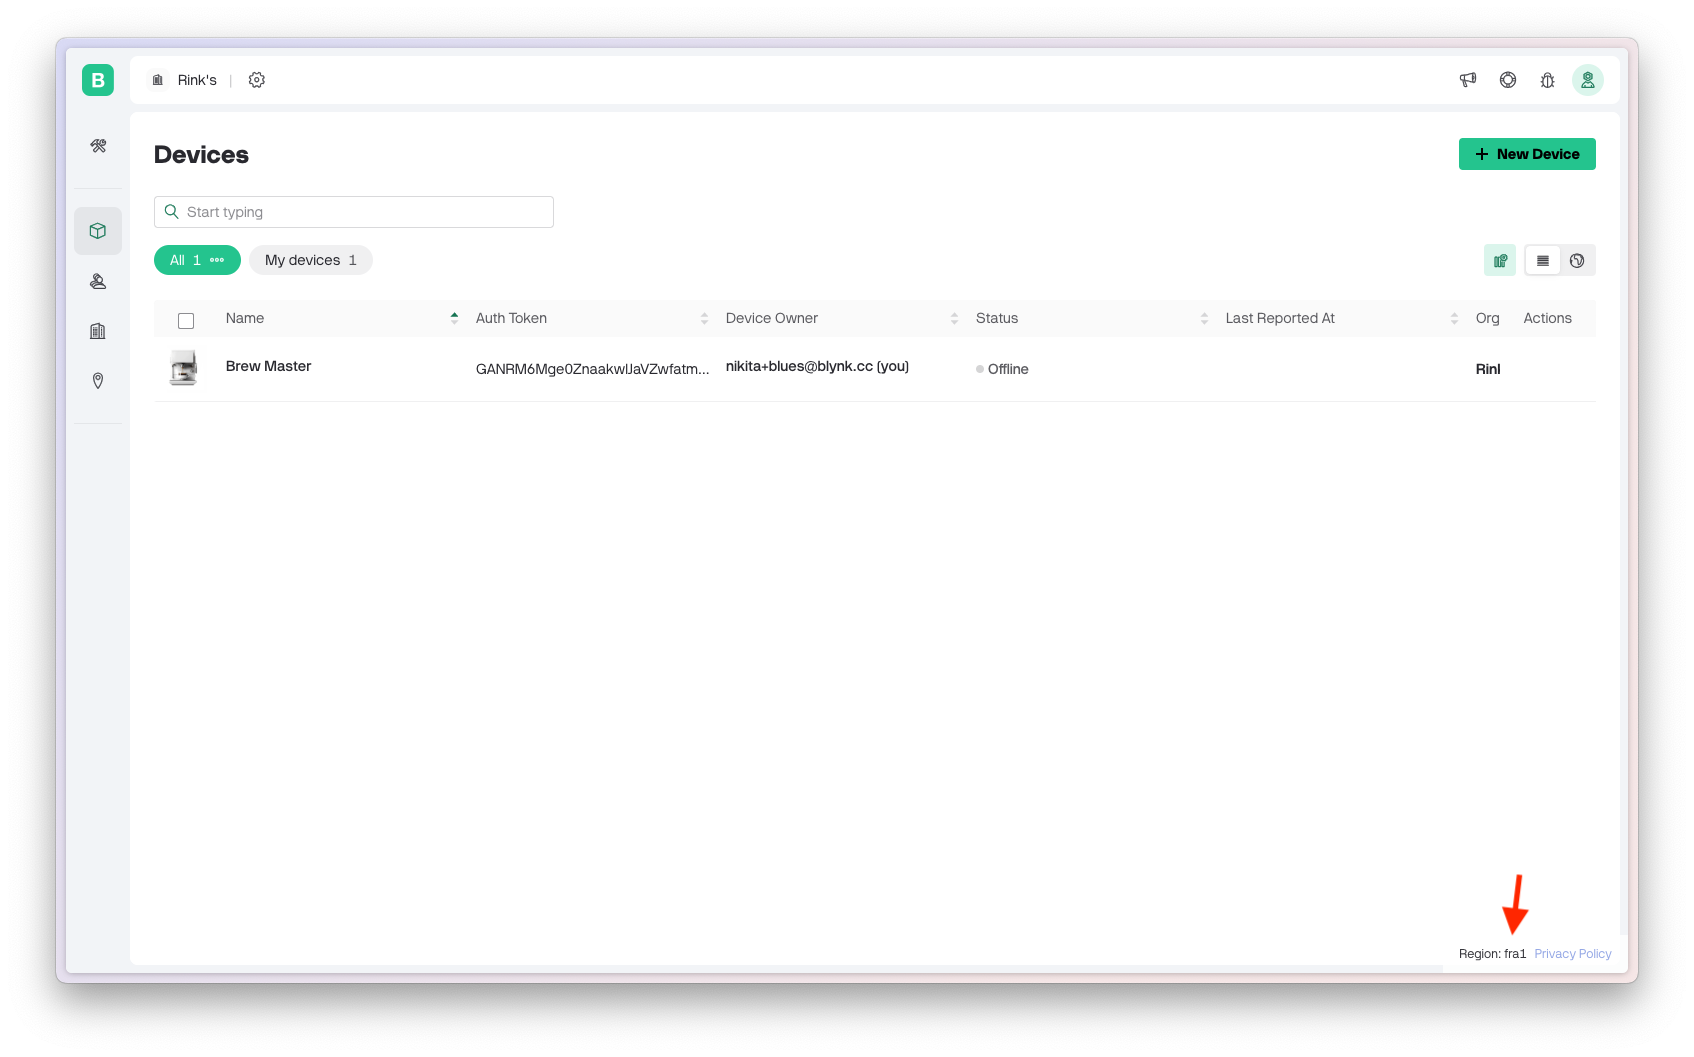 B
Rink's |
Devices
+ New Device
Start typing
All 1 •••
My devices 1
Name Auth Token Device Owner Status Last Reported At Org Actions
Brew Master GANRM6Mge0ZnaakwlJaVZwfatm... nikita+blues@blynk.cc (you) Offline Rinl
Region: fra1 Privacy Policy